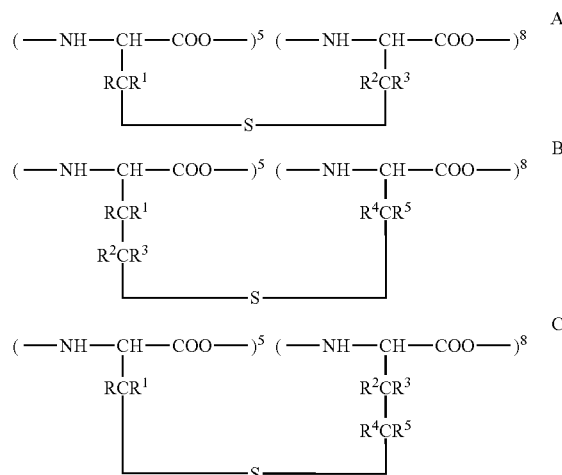 A
( NH CH COO )⁵ ( NH CH COO )⁸
RCR¹ R²CR³
S
B
( NH CH COO )⁵ ( NH CH COO )⁸
RCR¹ R⁴CR⁵
R²CR³
S
C
( NH CH COO )⁵ ( NH CH COO )⁸
RCR¹ R²CR³
R⁴CR⁵
S